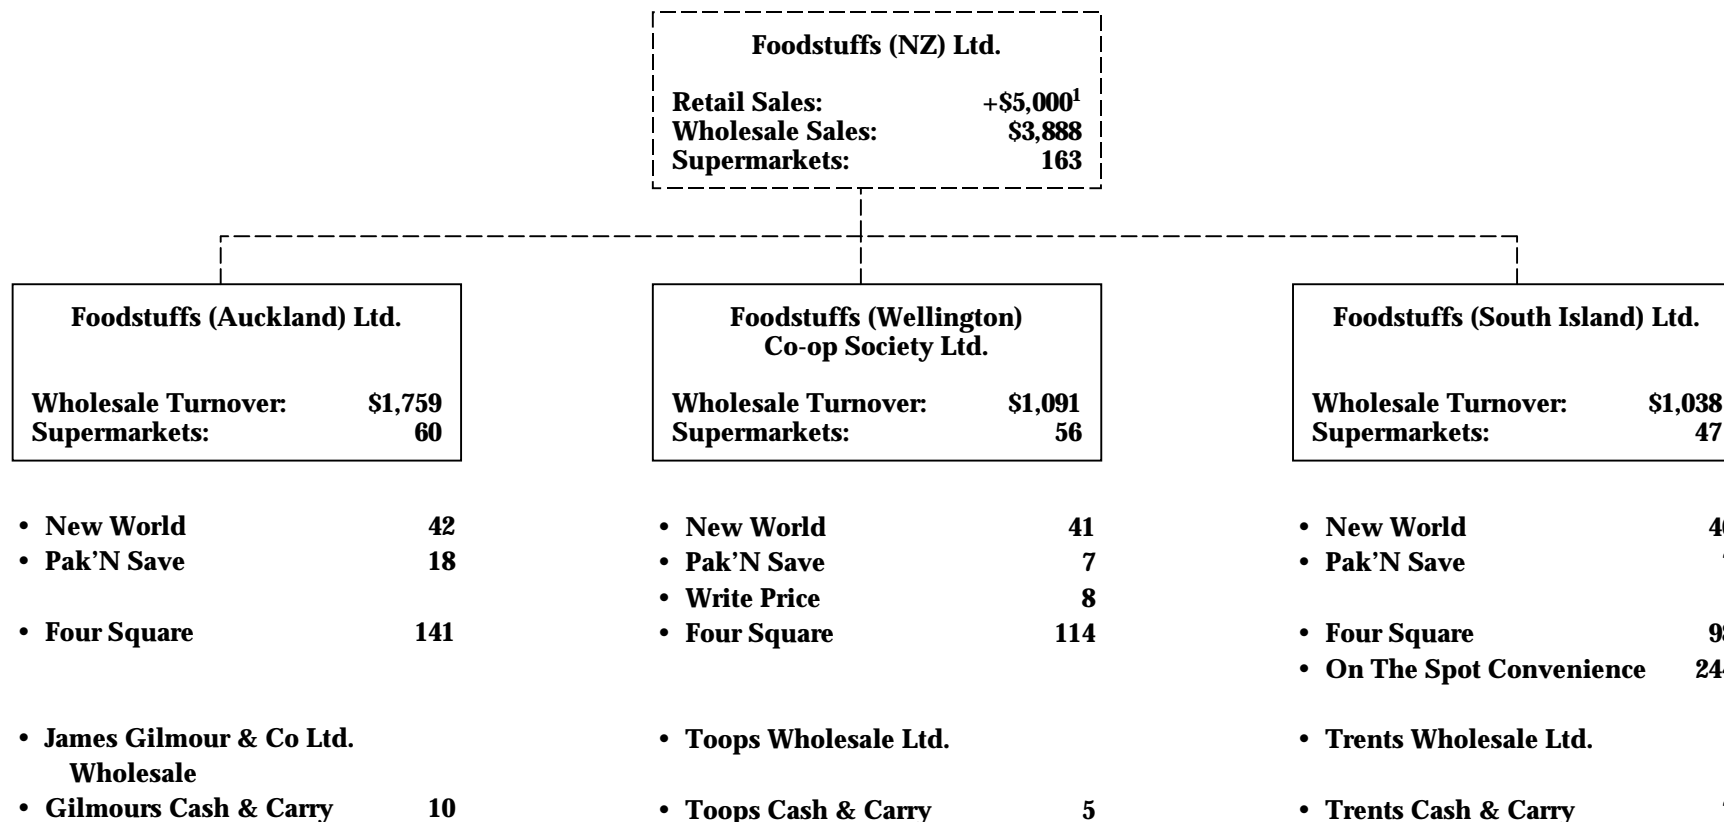 Foodstuffs (NZ) Ltd.
Retail Sales: +$5,000¹
Wholesale Sales: $3,888
Supermarkets: 163
Foodstuffs (Auckland) Ltd.
Wholesale Turnover: $1,759
Supermarkets: 60
• New World 42
• Pak’N Save 18
• Four Square 141
• James Gilmour & Co Ltd.
Wholesale
• Gilmours Cash & Carry 10
Foodstuffs (Wellington)
Co-op Society Ltd.
Wholesale Turnover: $1,091
Supermarkets: 56
• New World 41
• Pak’N Save 7
• Write Price 8
• Four Square 114
• Toops Wholesale Ltd.
• Toops Cash & Carry 5
Foodstuffs (South Island) Ltd.
Wholesale Turnover: $1,038
Supermarkets: 47
• New World
• Pak’N Save
• Four Square
• On The Spot Convenience
• Trents Wholesale Ltd.
• Trents Cash & Carry